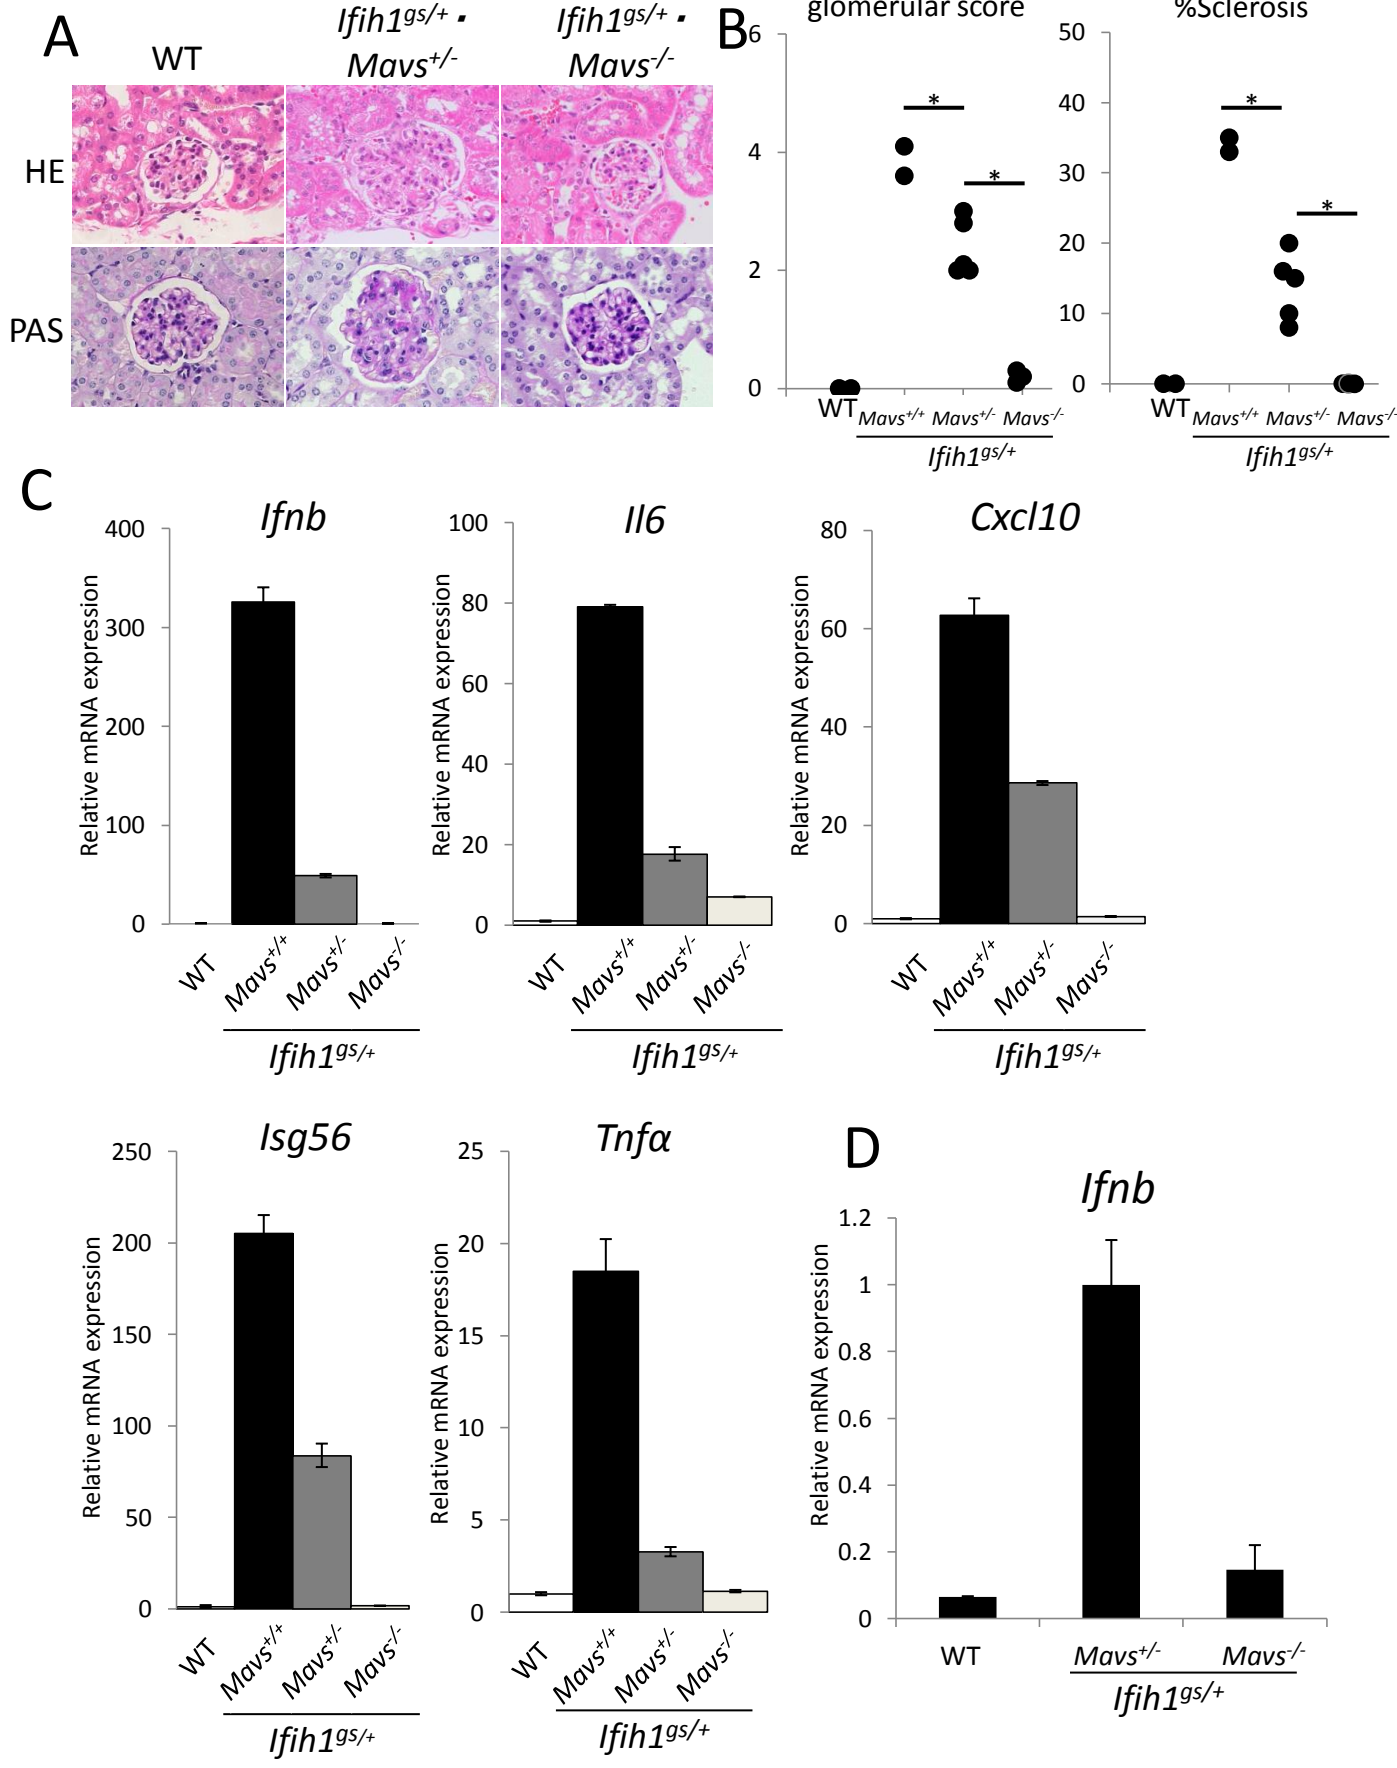 A
WT
Ifih1gs/+ ·
Mavs+/-
Ifih1gs/+ ·
Mavs-/-
HE
PAS
B
glomerular score
6
4
2
0
*
*
WT Mavs+/+ Mavs+/- Mavs-/-
Ifih1gs/+
%Sclerosis
50
40
30
20
10
0
*
*
WT Mavs+/+ Mavs+/- Mavs-/-
Ifih1gs/+
C
Ifnb
Relative mRNA expression
400
300
200
100
0
WT Mavs+/+ Mavs+/- Mavs-/-
Ifih1gs/+
Il6
Relative mRNA expression
100
80
60
40
20
0
WT Mavs+/+ Mavs+/- Mavs-/-
Ifih1gs/+
Cxcl10
Relative mRNA expression
80
60
40
20
0
WT Mavs+/+ Mavs+/- Mavs-/-
Ifih1gs/+
Isg56
Relative mRNA expression
250
200
150
100
50
0
WT Mavs+/+ Mavs+/- Mavs-/-
Ifih1gs/+
Tnfα
Relative mRNA expression
25
20
15
10
5
0
WT Mavs+/+ Mavs+/- Mavs-/-
Ifih1gs/+
D
Ifnb
Relative mRNA expression
1.2
1
0.8
0.6
0.4
0.2
0
WT Mavs+/- Mavs-/-
Ifih1gs/+